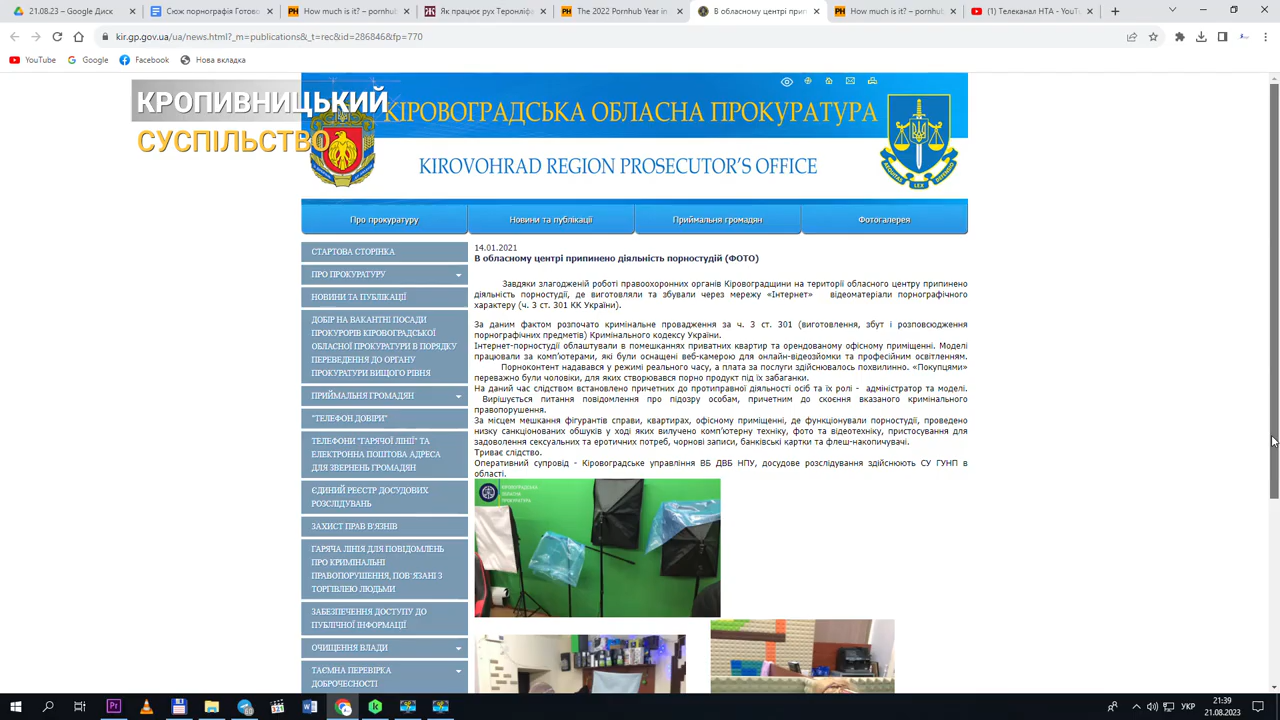 21.08.23 – Google Диск
Сюж порнографія Готово
How much is it? – pornhub
Як працює Теронліфа
The 2022 Pornhub Year in
В обласному центрі прип
How much is it? – pornhub
(1) Телеканал НТА - YouT
kir.gp.gov.ua/ua/news.html?_m=publications&_t=rec&id=286846&fp=770
YouTube
Google
Facebook
Нова вкладка
КРОПИВНИЦЬКИЙ
СУСПІЛЬСТВО
КІРОВОГРАДСЬКА ОБЛАСНА ПРОКУРАТУРА
KIROVOHRAD REGION PROSECUTOR'S OFFICE
LEX
Про прокуратуру
Новини та публікації
Приймальня громадян
Фотогалерея
СТАРТОВА СТОРІНКА
ПРО ПРОКУРАТУРУ
НОВИНИ ТА ПУБЛІКАЦІЇ
ДОБІР НА ВАКАНТНІ ПОСАДИ
ПРОКУРОРІВ КІРОВОГРАДСЬКОЇ
ОБЛАСНОЇ ПРОКУРАТУРИ В ПОРЯДКУ
ПЕРЕВЕДЕННЯ ДО ОРГАНУ
ПРОКУРАТУРИ ВИЩОГО РІВНЯ
ПРИЙМАЛЬНЯ ГРОМАДЯН
"ТЕЛЕФОН ДОВІРИ"
ТЕЛЕФОНИ "ГАРЯЧОЇ ЛІНІЇ" ТА
ЕЛЕКТРОННА ПОШТОВА АДРЕСА
ДЛЯ ЗВЕРНЕНЬ ГРОМАДЯН
ЄДИНИЙ РЕЄСТР ДОСУДОВИХ
РОЗСЛІДУВАНЬ
ЗАХИСТ ПРАВ В'ЯЗНІВ
ГАРЯЧА ЛІНІЯ ДЛЯ ПОВІДОМЛЕНЬ
ПРО КРИМІНАЛЬНІ
ПРАВОПОРУШЕННЯ, ПОВ`ЯЗАНІ З
ТОРГІВЛЕЮ ЛЮДЬМИ
ЗАБЕЗПЕЧЕННЯ ДОСТУПУ ДО
ПУБЛІЧНОЇ ІНФОРМАЦІЇ
ОЧИЩЕННЯ ВЛАДИ
ТАЄМНА ПЕРЕВІРКА
ДОБРОЧЕСНОСТІ
14.01.2021
В обласному центрі припинено діяльність порностудій (ФОТО)
Завдяки злагодженій роботі правоохоронних органів Кіровоградщини на території обласного центру припинено
діяльність порностудії, де виготовляли та збували через мережу «Інтернет» відеоматеріали порнографічного
характеру (ч. 3 ст. 301 КК України).
За даним фактом розпочато кримінальне провадження за ч. 3 ст. 301 (виготовлення, збут і розповсюдження
порнографічних предметів) Кримінального кодексу України.
Інтернет-порностудії облаштували в помешканнях приватних квартир та орендованому офісному приміщенні. Моделі
працювали за комп'ютерами, які були оснащені веб-камерою для онлайн-відеозйомки та професійним освітленням.
Порноконтент надавався у режимі реального часу, а плата за послуги здійснювалось похвилинно. «Покупцями»
переважно були чоловіки, для яких створювався порно продукт під їх забаганки.
На даний час слідством встановлено причетних до протиправної діяльності осіб та їх ролі - адміністратор та моделі.
Вирішується питання повідомлення про підозру особам, причетним до скоєння вказаного кримінального
правопорушення.
За місцем мешкання фігурантів справи, квартирах, офісному приміщенні, де функціонували порностудії, проведено
низку санкціонованих обшуків у ході яких вилучено комп'ютерну техніку, фото та відеотехніку, пристосування для
задоволення сексуальних та еротичних потреб, чорнові записи, банківські картки та флеш-накопичувачі.
Триває слідство.
Оперативний супровід - Кіровоградське управління ВБ ДВБ НПУ, досудове розслідування здійснюють СУ ГУНП в
області.
КІРОВОГРАДСЬКА
ОБЛАСНА
ПРОКУРАТУРА
УКР
21:39
21.08.2023